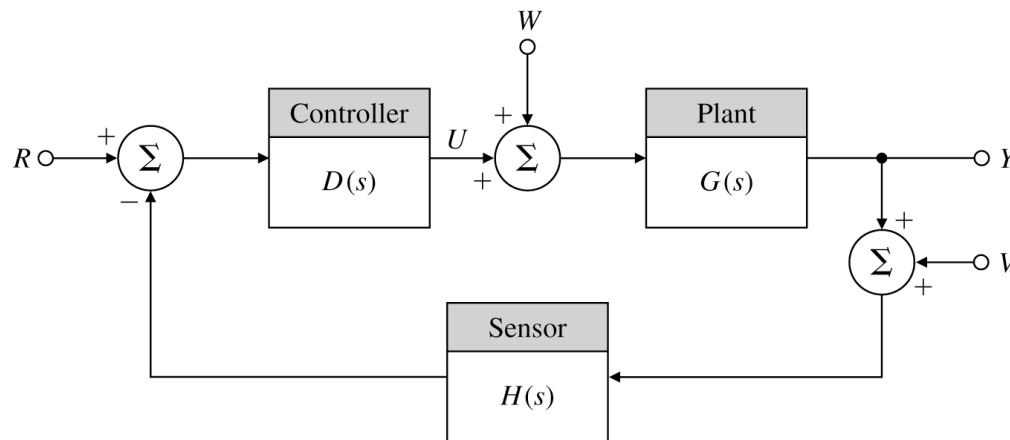 W
Controller
Plant
+
+
R
Σ
U
Σ
Y
D(s)
+
G(s)
−
+
Σ
V
+
Sensor
H(s)